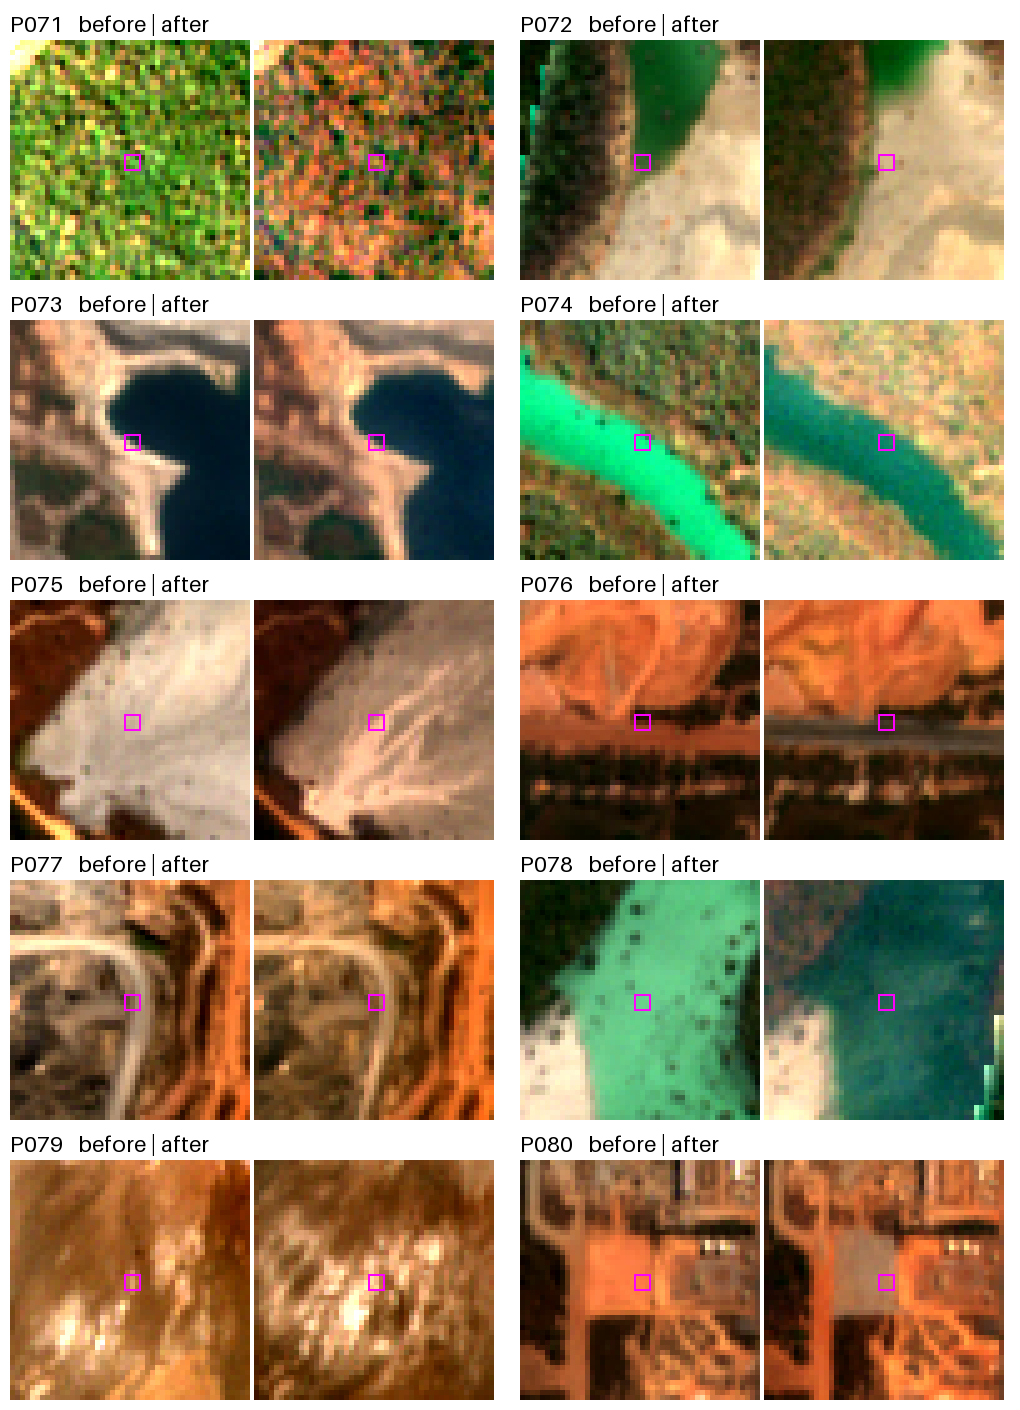 P071 before | after
P072 before | after
P073 before | after
P074 before | after
P075 before | after
P076 before | after
P077 before | after
P078 before | after
P079 before | after
P080 before | after